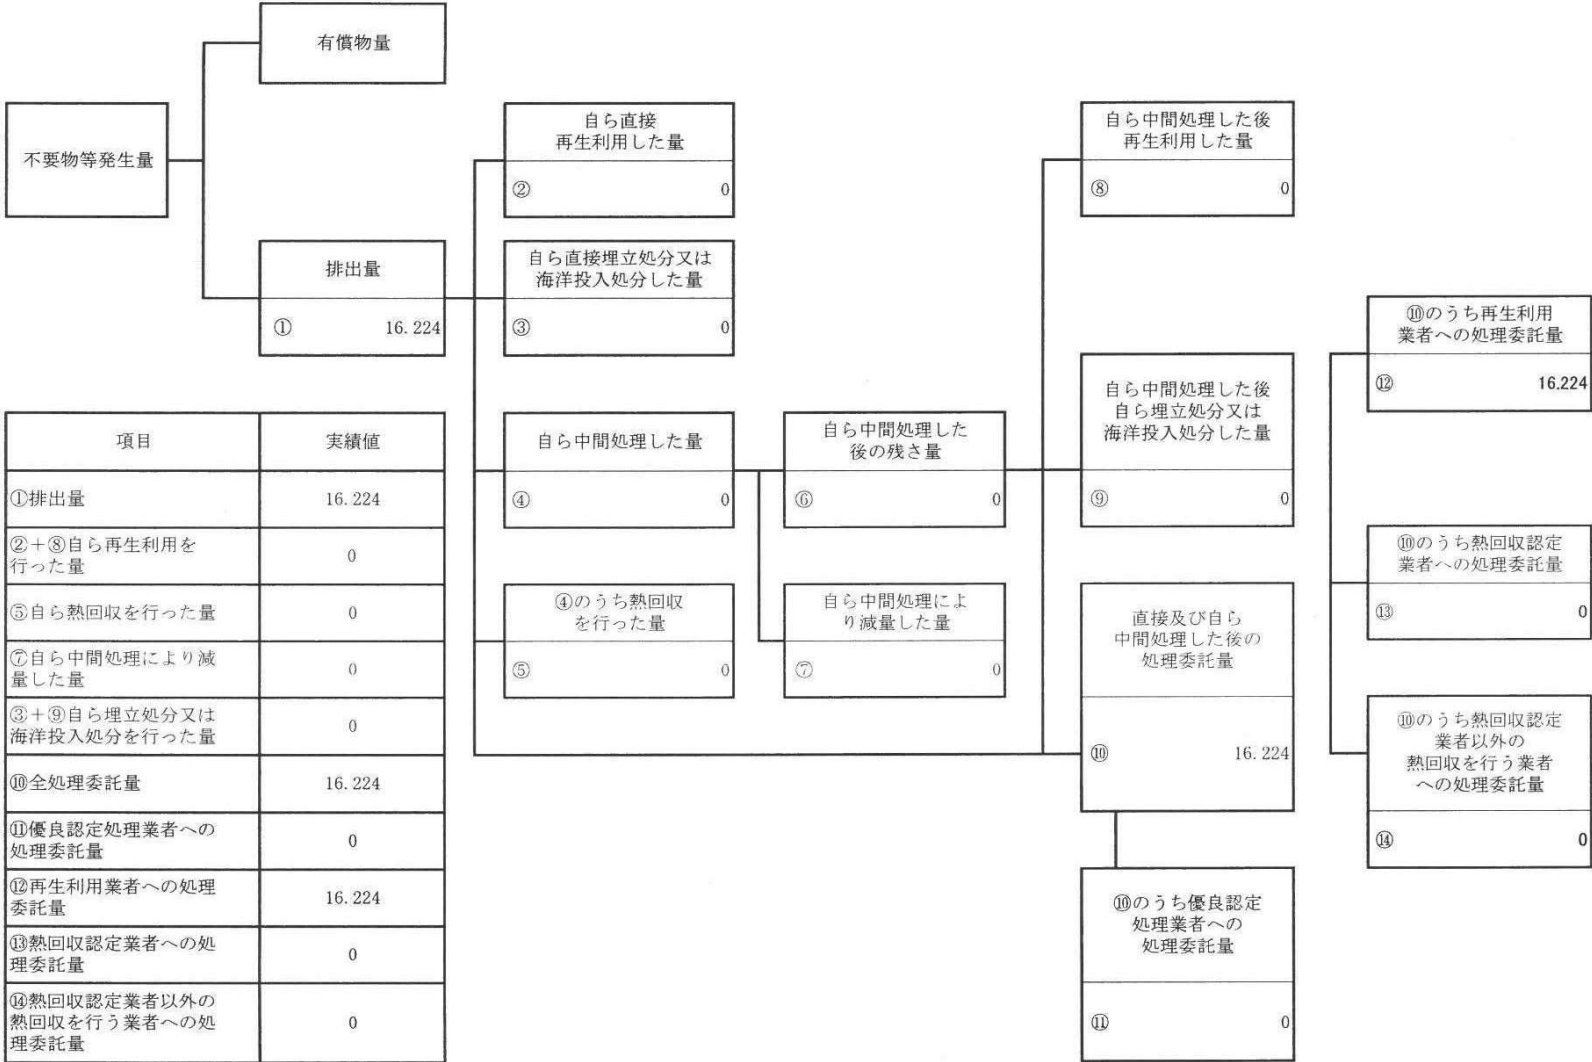 有償物量
不要物等発生量
排出量
① 16.224
自ら直接
再生利用した量
② 0
自ら直接埋立処分又は
海洋投入処分した量
③ 0
自ら中間処理した量
④ 0
④のうち熱回収
を行った量
⑤ 0
自ら中間処理した
後の残さ量
⑥ 0
自ら中間処理によ
り減量した量
⑦ 0
自ら中間処理した後
再生利用した量
⑧ 0
自ら中間処理した後
自ら埋立処分又は
海洋投入処分した量
⑨ 0
直接及び自ら
中間処理した後の
処理委託量
⑩ 16.224
⑩のうち優良認定
処理業者への
処理委託量
⑪ 0
⑩のうち再生利用
業者への処理委託量
⑫ 16.224
⑩のうち熱回収認定
業者への処理委託量
⑬ 0
⑩のうち熱回収認定
業者以外の
熱回収を行う業者
への処理委託量
⑭ 0
項目 実績値
①排出量 16.224
②＋⑧自ら再生利用を
行った量 0
⑤自ら熱回収を行った量 0
⑦自ら中間処理により減
量した量 0
③＋⑨自ら埋立処分又は
海洋投入処分を行った量 0
⑩全処理委託量 16.224
⑪優良認定処理業者への
処理委託量 0
⑫再生利用業者への処理
委託量 16.224
⑬熱回収認定業者への処
理委託量 0
⑭熱回収認定業者以外の
熱回収を行う業者への処
理委託量 0